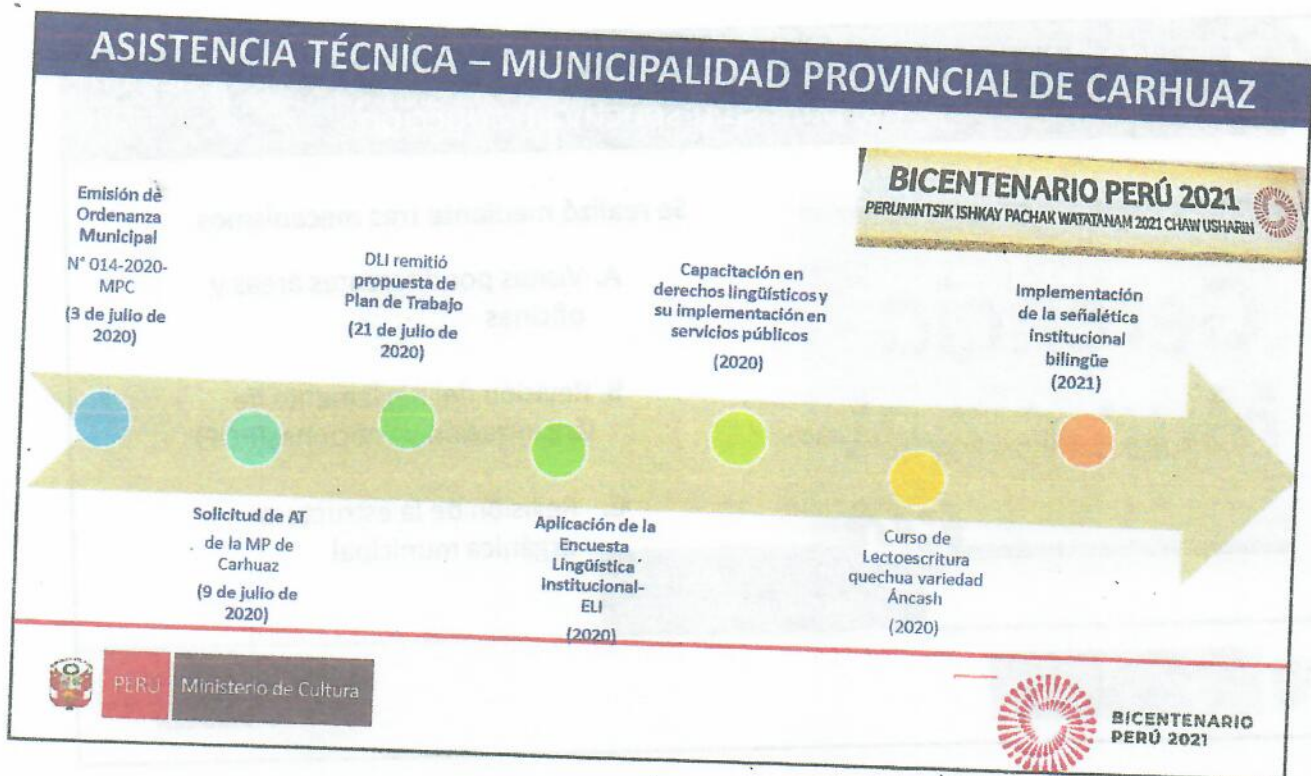 ASISTENCIA TÉCNICA – MUNICIPALIDAD PROVINCIAL DE CARHUAZ
BICENTENARIO PERÚ 2021
PERUNINTSIK ISHKAY PACHAK WATATANAM 2021 CHAW USHARIN
Emisión de
Ordenanza
Municipal
N° 014-2020-
MPC
(3 de julio de
2020)
DLI remitió
propuesta de
Plan de Trabajo
(21 de julio de
2020)
Capacitación en
derechos lingüísticos y
su implementación en
servicios públicos
(2020)
Implementación
de la señalética
institucional
bilingüe
(2021)
Solicitud de AT
de la MP de
Carhuaz
(9 de julio de
2020)
Aplicación de la
Encuesta
Lingüística
Institucional-
ELI
(2020)
Curso de
Lectoescritura
quechua variedad
Áncash
(2020)
PERÚ
Ministerio de Cultura
BICENTENARIO
PERÚ 2021